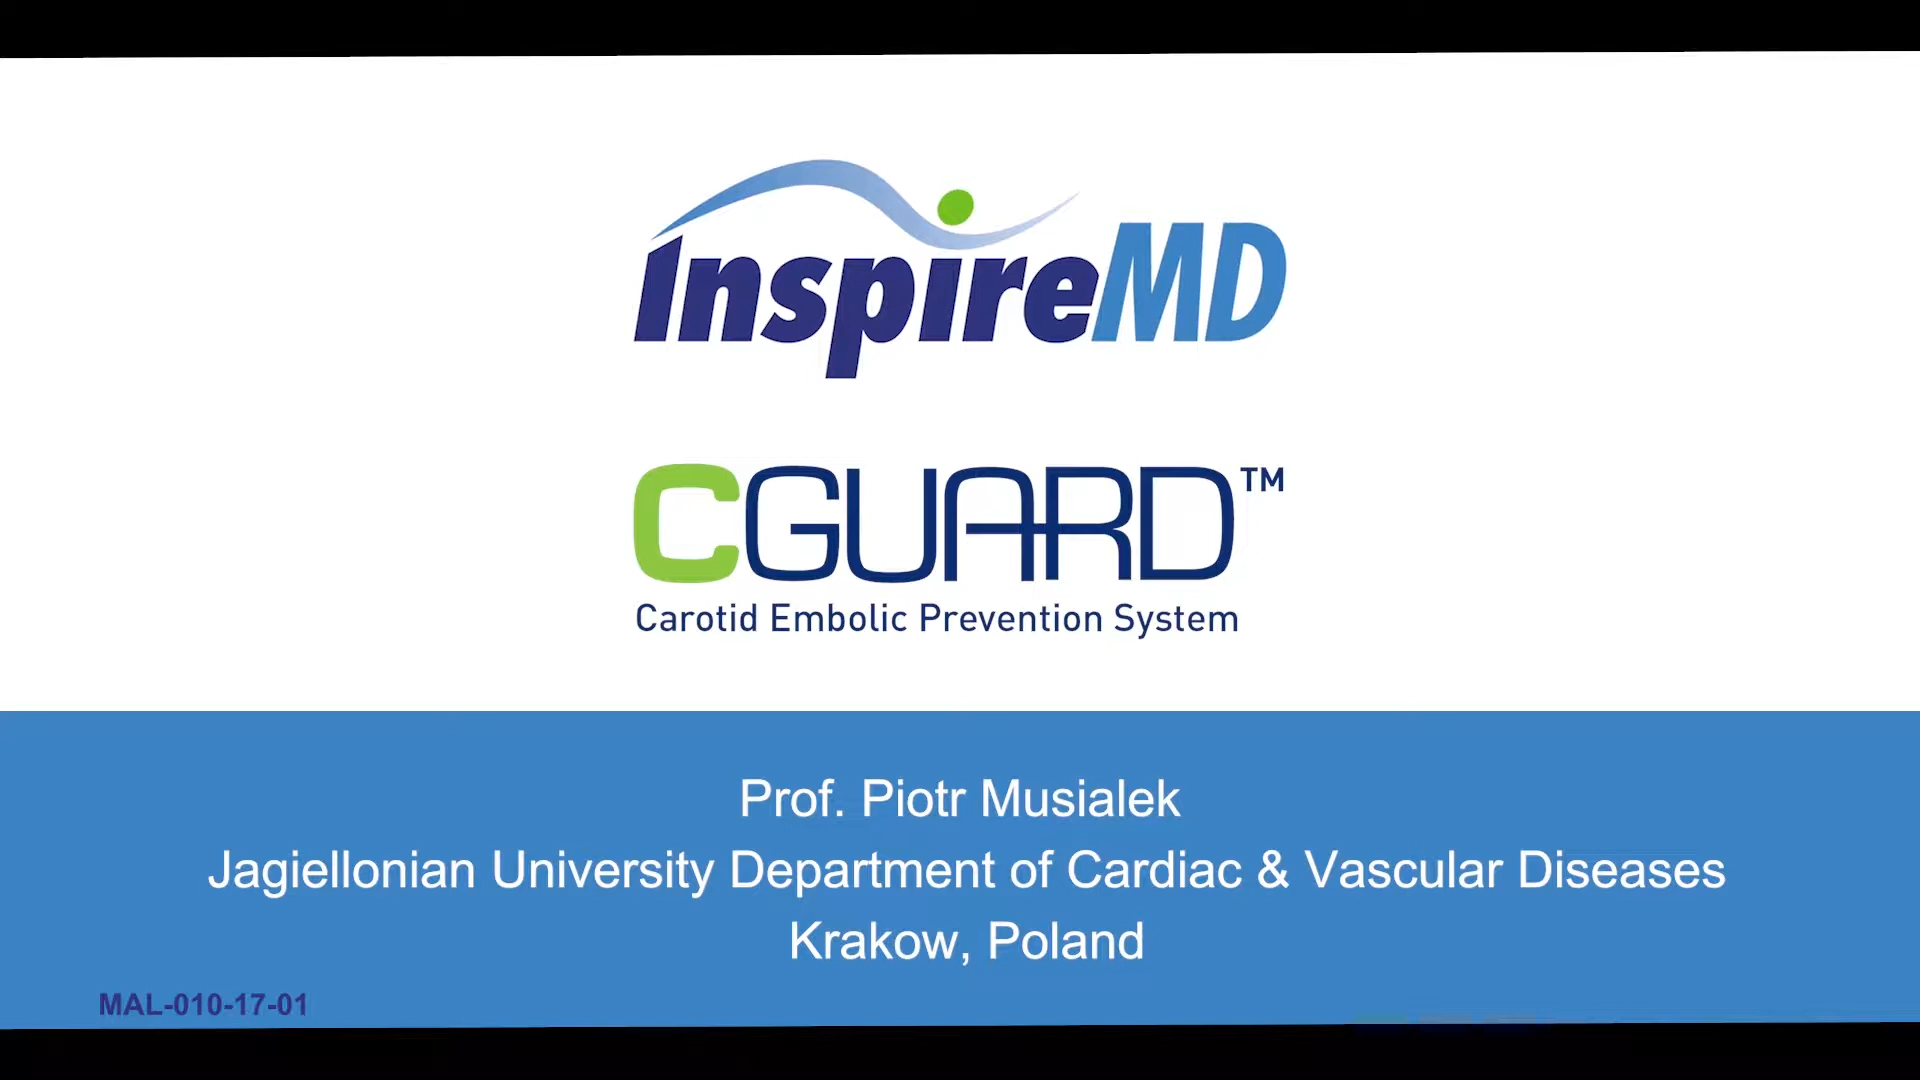 InspireMD
CGUARD™
Carotid Embolic Prevention System
Prof. Piotr Musialek
Jagiellonian University Department of Cardiac & Vascular Diseases
Krakow, Poland
MAL-010-17-01